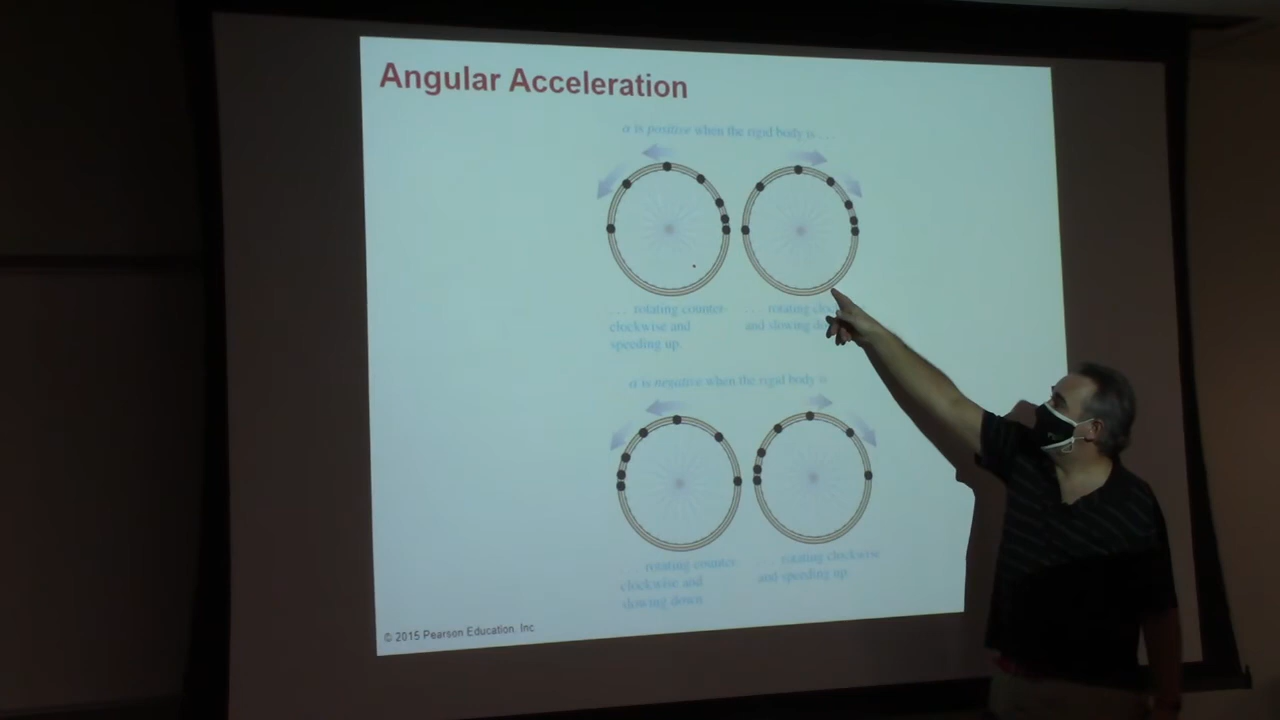 Angular Acceleration
α is positive when the rigid body is . . .
. . . rotating counter
clockwise and
speeding up.
. . . rotating
and slowing
α is negative when the rigid body is
rotating counter
clockwise and
slowing down
. . . rotating clockwise
and speeding up
© 2015 Pearson Education, Inc